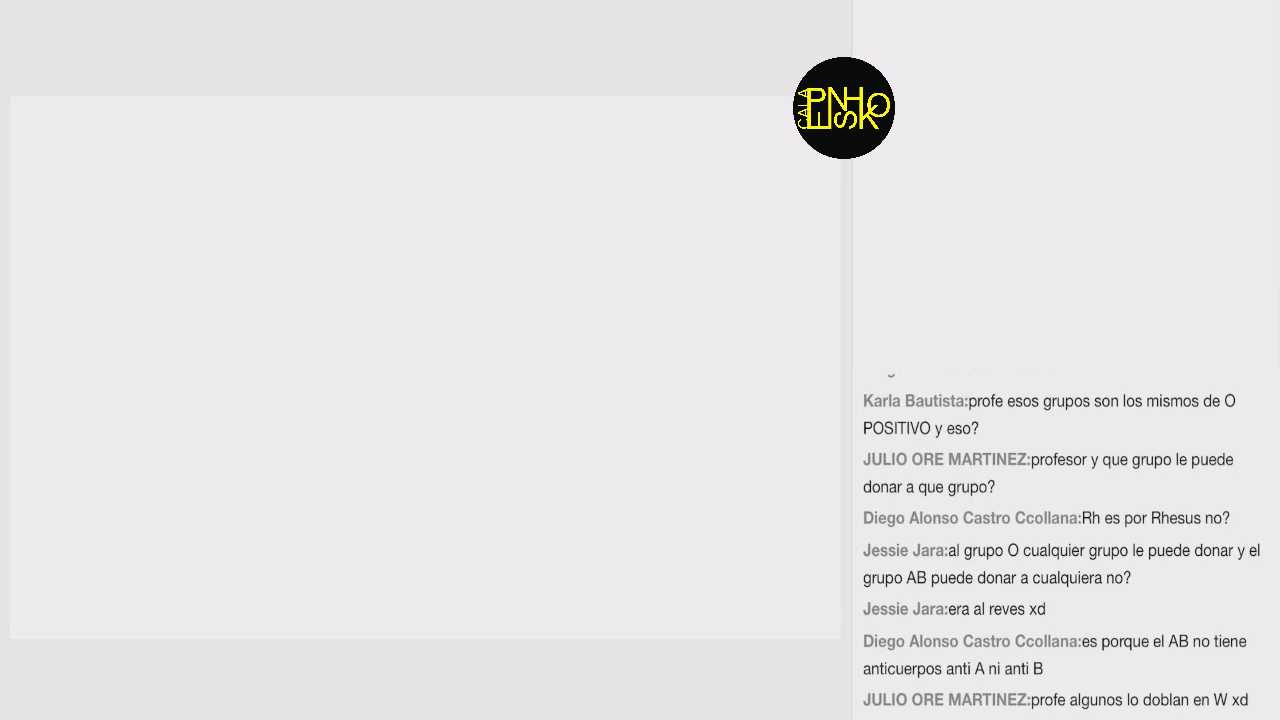 CALA
PNH
ESKO
Karla Bautista:profe esos grupos son los mismos de O
POSITIVO y eso?
JULIO ORE MARTINEZ:profesor y que grupo le puede
donar a que grupo?
Diego Alonso Castro Ccollana:Rh es por Rhesus no?
Jessie Jara:al grupo O cualquier grupo le puede donar y el
grupo AB puede donar a cualquiera no?
Jessie Jara:era al reves xd
Diego Alonso Castro Ccollana:es porque el AB no tiene
anticuerpos anti A ni anti B
JULIO ORE MARTINEZ:profe algunos lo doblan en W xd